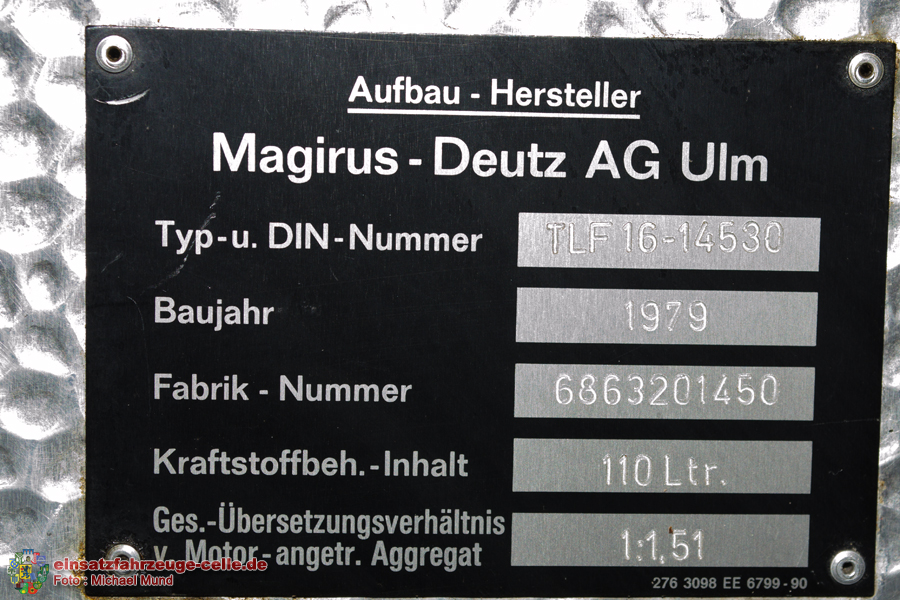 Aufbau - Hersteller
Magirus - Deutz AG Ulm
Typ-u. DIN-Nummer TLF 16-14530
Baujahr 1979
Fabrik - Nummer 6863201450
Kraftstoffbeh.-Inhalt 110 Ltr.
Ges.-Übersetzungsverhältnis
v. Motor-angetr. Aggregat 1:1,51
276 3098 EE 6799-90
einsatzfahrzeuge-celle.de
Foto : Michael Mund